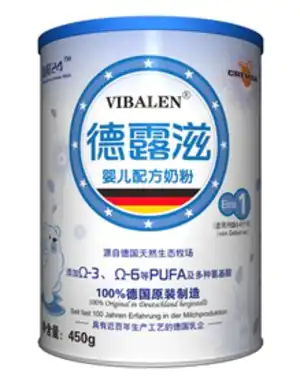 VIBALEN®
德露滋
婴儿配方奶粉
1
源自德国天然生态牧场
添加Ω-3、Ω-6等PUFA及多种氨基酸
100%德国原装制造
100% Original in Deutschland hergestellt
Seit fast 100 Jahren Erfahrung in der Milchproduktion
具有近百年生产工艺的德国乳企
净含量:450g